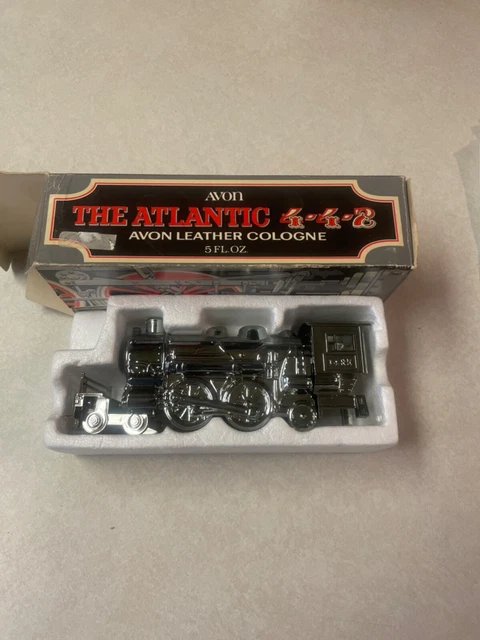 AVON
THE ATLANTIC 4-4-2
AVON LEATHER COLOGNE
5 FL. OZ.